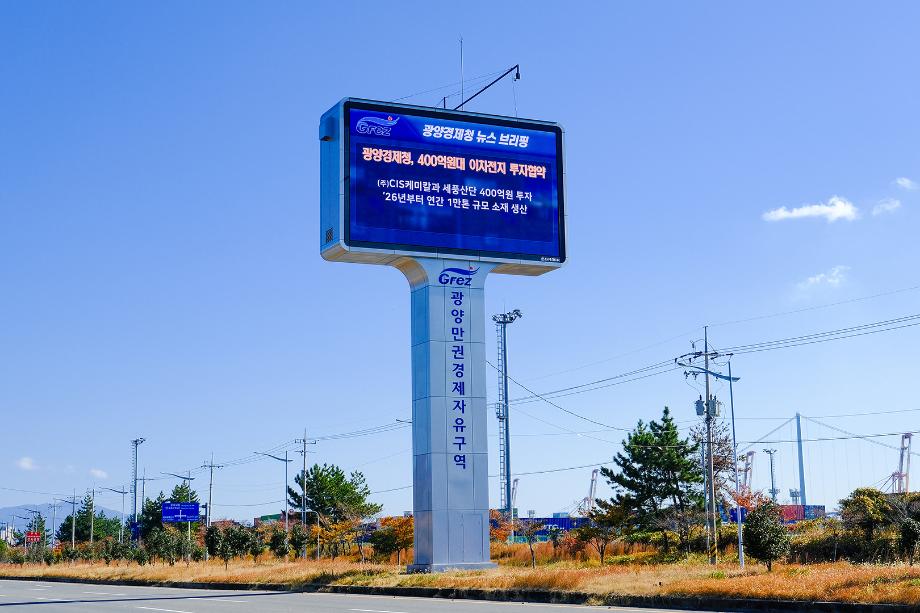 Grez 광양경제청 뉴스 브리핑
광양경제청, 400억원대 이차전지 투자협약
(주)CIS케미칼과 세풍산단 400억원 투자
'26년부터 연간 1만톤 규모 소재 생산
Grez
광양만권경제자유구역